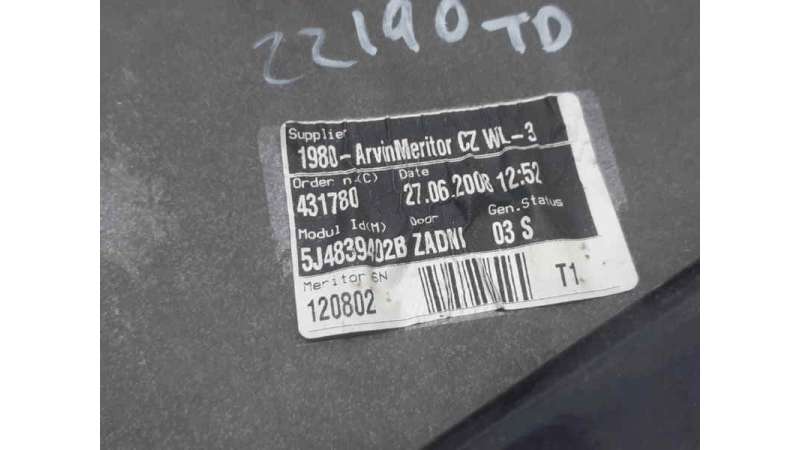 22190 TD
Supplier
1980-ArvinMeritor CZ WL-3
Order n.(C) Date
431780 27.06.2008 12:52
Modul Id(M) Door Gen.Status
5J4839402B ZADNI 03 S
Meritor SN
120802 T1